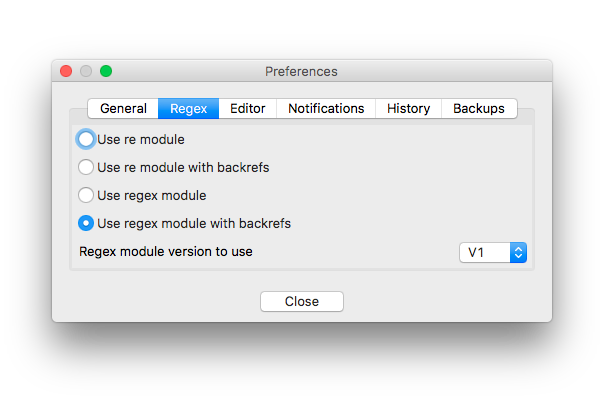 Preferences
General Regex Editor Notifications History Backups
Use re module
Use re module with backrefs
Use regex module
Use regex module with backrefs
Regex module version to use V1
Close